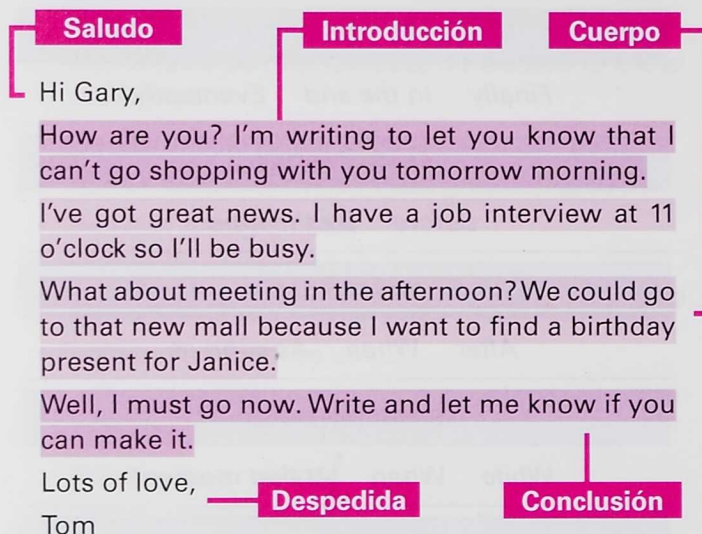 Saludo
Introducción
Cuerpo
Hi Gary,
How are you? I'm writing to let you know that I
can't go shopping with you tomorrow morning.
I've got great news. I have a job interview at 11
o'clock so I'll be busy.
What about meeting in the afternoon? We could go
to that new mall because I want to find a birthday
present for Janice.
Well, I must go now. Write and let me know if you
can make it.
Lots of love,
Despedida
Conclusión
Tom